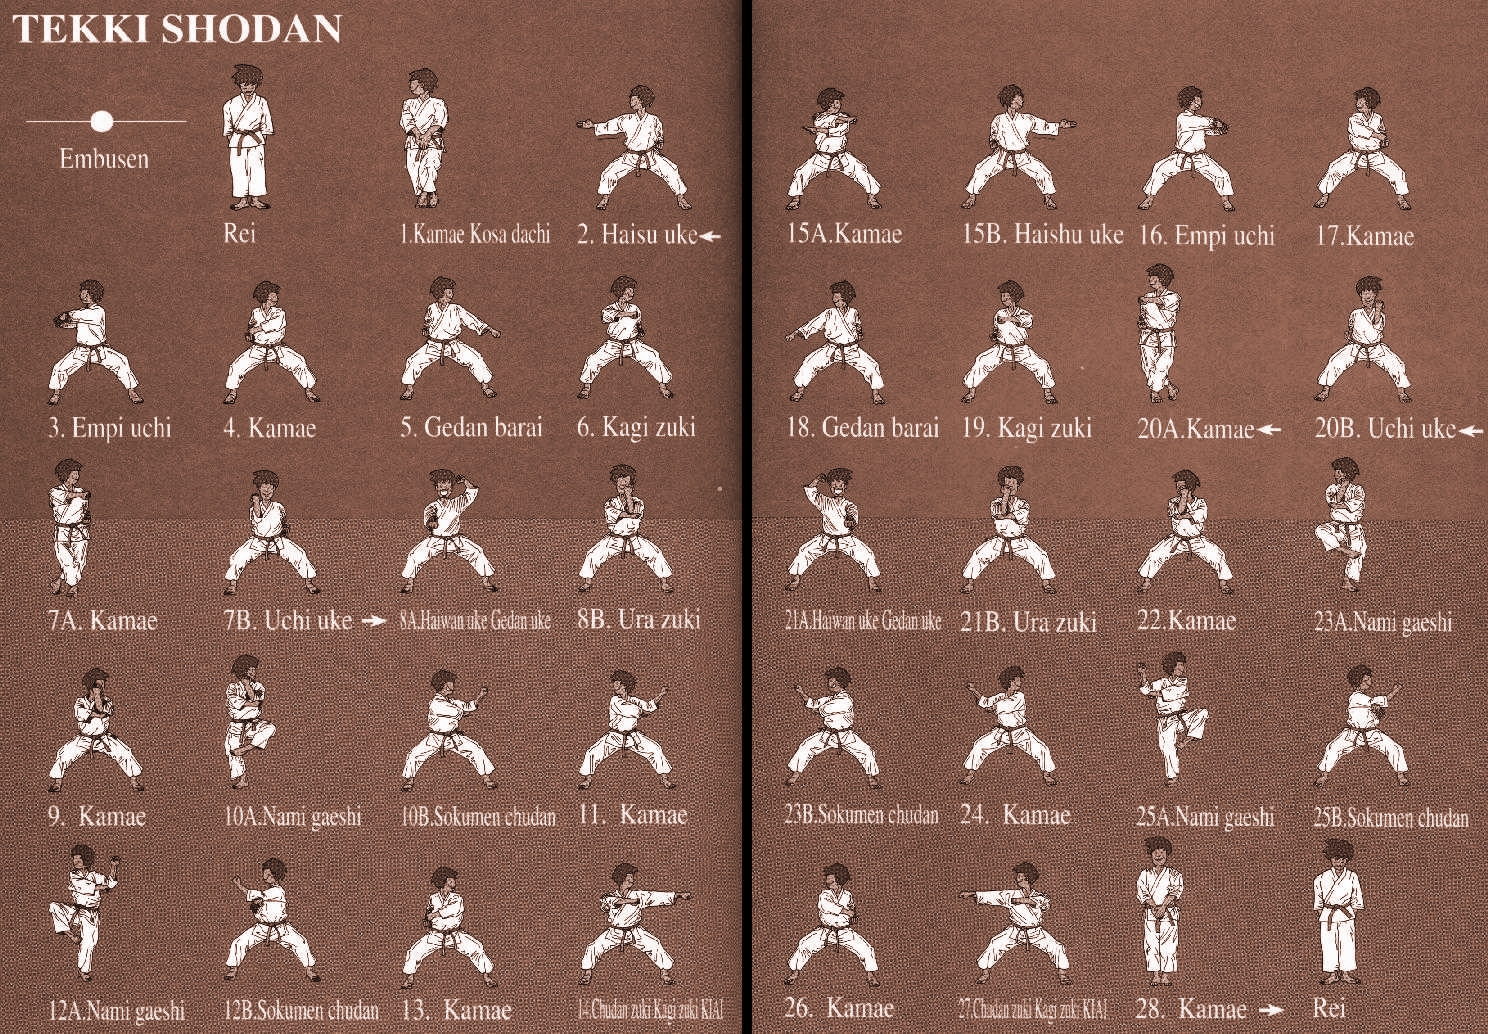 TEKKI SHODAN
Embusen
Rei
1.Kamae Kosa dachi
2. Haisu uke
3. Empi uchi
4. Kamae
5. Gedan barai
6. Kagi zuki
7A. Kamae
7B. Uchi uke
8A.Haiwan uke Gedan uke
8B. Ura zuki
9. Kamae
10A.Nami gaeshi
10B.Sokumen chudan
11. Kamae
12A.Nami gaeshi
12B.Sokumen chudan
13. Kamae
14.Chudan zuki Kagi zuki KIAI
15A.Kamae
15B. Haishu uke
16. Empi uchi
17.Kamae
18. Gedan barai
19. Kagi zuki
20A.Kamae
20B. Uchi uke
21A.Haiwan uke Gedan uke
21B. Ura zuki
22.Kamae
23A.Nami gaeshi
23B.Sokumen chudan
24. Kamae
25A.Nami gaeshi
25B.Sokumen chudan
26. Kamae
27.Chudan zuki Kagi zuki KIAI
28. Kamae
Rei